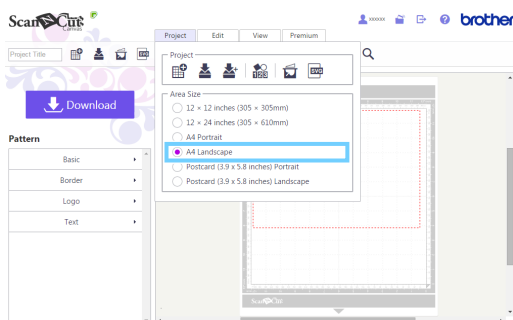 ScanNCut
Canvas
xxxxxx
brother
Project Edit View Premium
Project Title
SVG
Project
SVG
Area Size
12 × 12 inches (305 × 305mm)
12 × 24 inches (305 × 610mm)
A4 Portrait
A4 Landscape
Postcard (3.9 x 5.8 inches) Portrait
Postcard (3.9 x 5.8 inches) Landscape
Download
Pattern
Basic
Border
Logo
Text
ScanNCut